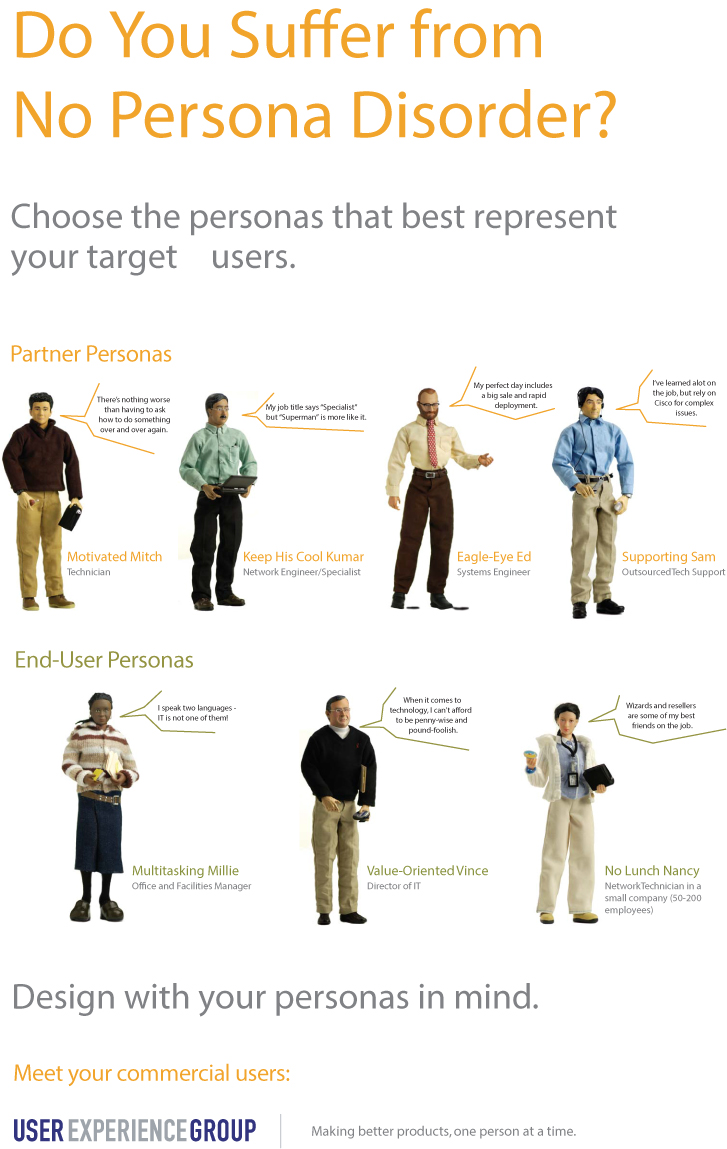 Do You Suffer from
No Persona Disorder?
Choose the personas that best represent
your target users.
Partner Personas
There's nothing worse
than having to ask
how to do something
over and over again.
My job title says "Specialist"
but "Superman" is more like it.
My perfect day includes
a big sale and rapid
deployment.
I've learned alot on
the job, but rely on
Cisco for complex
issues.
Motivated Mitch
Technician
Keep His Cool Kumar
Network Engineer/Specialist
Eagle-Eye Ed
Systems Engineer
Supporting Sam
OutsourcedTech Support
End-User Personas
I speak two languages -
IT is not one of them!
When it comes to
technology, I can't afford
to be penny-wise and
pound-foolish.
Wizards and resellers
are some of my best
friends on the job.
Multitasking Millie
Office and Facilities Manager
Value-Oriented Vince
Director of IT
No Lunch Nancy
NetworkTechnician in a
small company (50-200
employees)
Design with your personas in mind.
Meet your commercial users:
USER EXPERIENCE GROUP
Making better products, one person at a time.